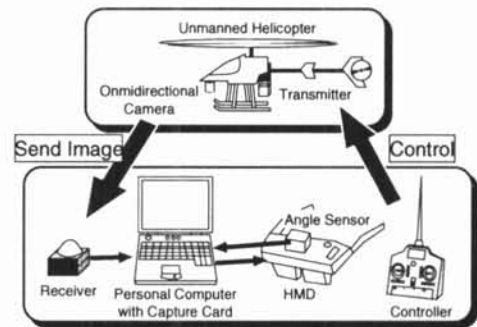 Unmanned Helicopter
Onmidirectional
Camera
Transmitter
Send Image
Control
Angle Sensor
Receiver
Personal Computer
with Capture Card
HMD
Controller